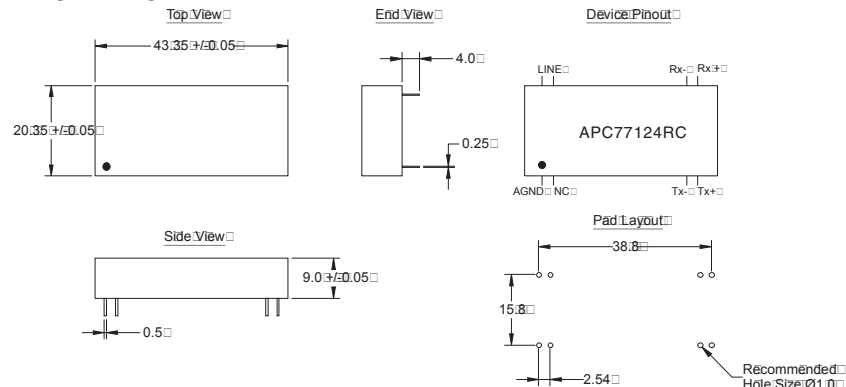 Top View
End View
Device Pinout
43.35 +/-0.05
4.0
LINE
Rx- Rx+
20.35 +/-0.05
APC77124RC
0.25
AGND NC
Tx- Tx+
Pad Layout
Side View
38.8
9.0 +/-0.05
15.8
0.5
2.54
Recommended
Hole Size Ø1.0